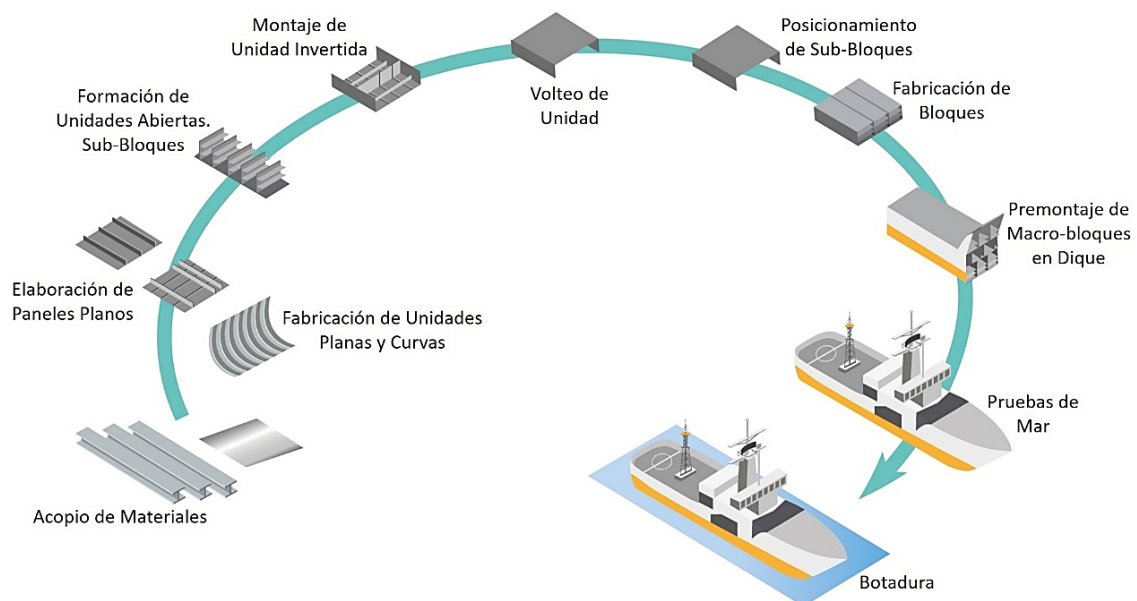 Acopio de Materiales
Elaboración de
Paneles Planos
Fabricación de Unidades
Planas y Curvas
Formación de
Unidades Abiertas.
Sub-Bloques
Montaje de
Unidad Invertida
Volteo de
Unidad
Posicionamiento
de Sub-Bloques
Fabricación de
Bloques
Premontaje de
Macro-bloques
en Dique
Pruebas de
Mar
Botadura